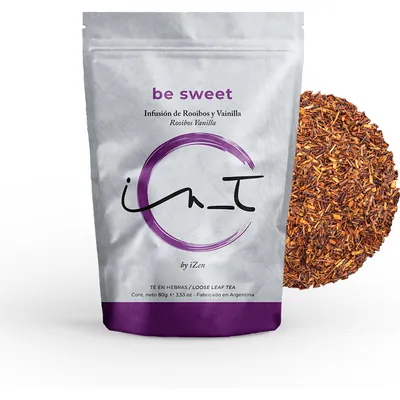 be sweet
Infusión de Rooibos y Vainilla
Rooibos Vanilla
in_T
by iZen
TÉ EN HEBRAS / LOOSE LEAF TEA
Cont. neto 80g. e 3.53 oz - Fabricado en Argentina